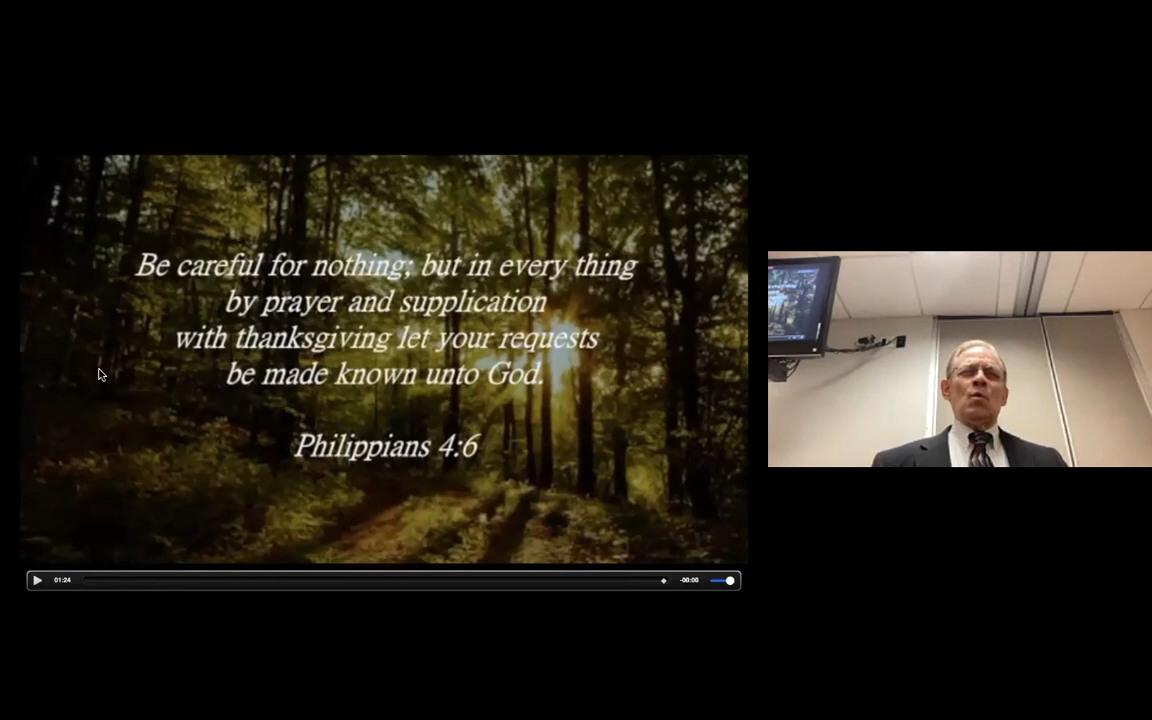 Be careful for nothing; but in every thing
by prayer and supplication
with thanksgiving let your requests
be made known unto God.
Philippians 4:6
01:24
-00:00